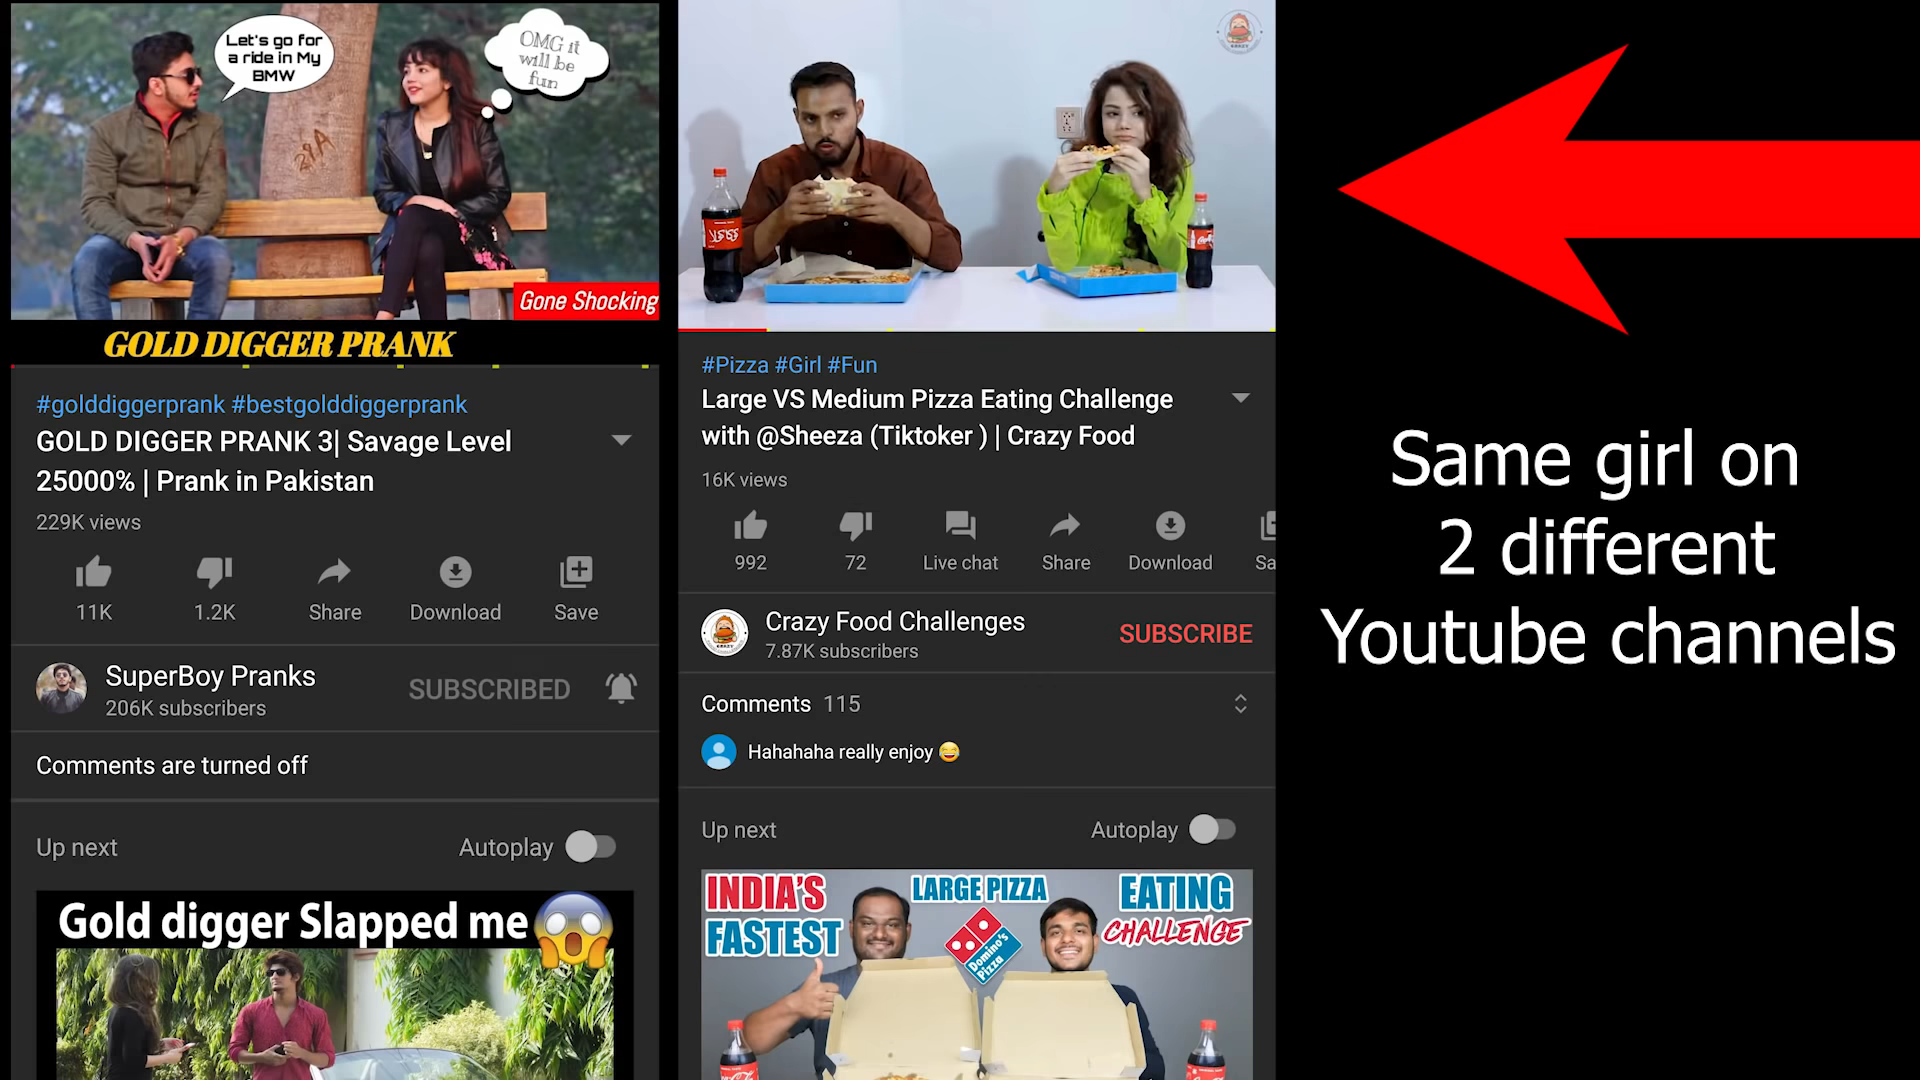 Let's go for
a ride in My
BMW
OMG it
will be
fun
Gone Shocking
GOLD DIGGER PRANK
#golddiggerprank #bestgolddiggerprank
GOLD DIGGER PRANK 3| Savage Level
25000% | Prank in Pakistan
229K views
11K
1.2K
Share
Download
Save
SuperBoy Pranks
206K subscribers
SUBSCRIBED
Comments are turned off
Up next
Autoplay
Gold digger Slapped me
#Pizza #Girl #Fun
Large VS Medium Pizza Eating Challenge
with @Sheeza (Tiktoker ) | Crazy Food
16K views
992
72
Live chat
Share
Download
Sa
Crazy Food Challenges
7.87K subscribers
SUBSCRIBE
Comments 115
Hahahaha really enjoy 😂
Up next
Autoplay
INDIA'S
FASTEST
LARGE PIZZA
Domino's
Pizza
EATING
CHALLENGE
Same girl on
2 different
Youtube channels